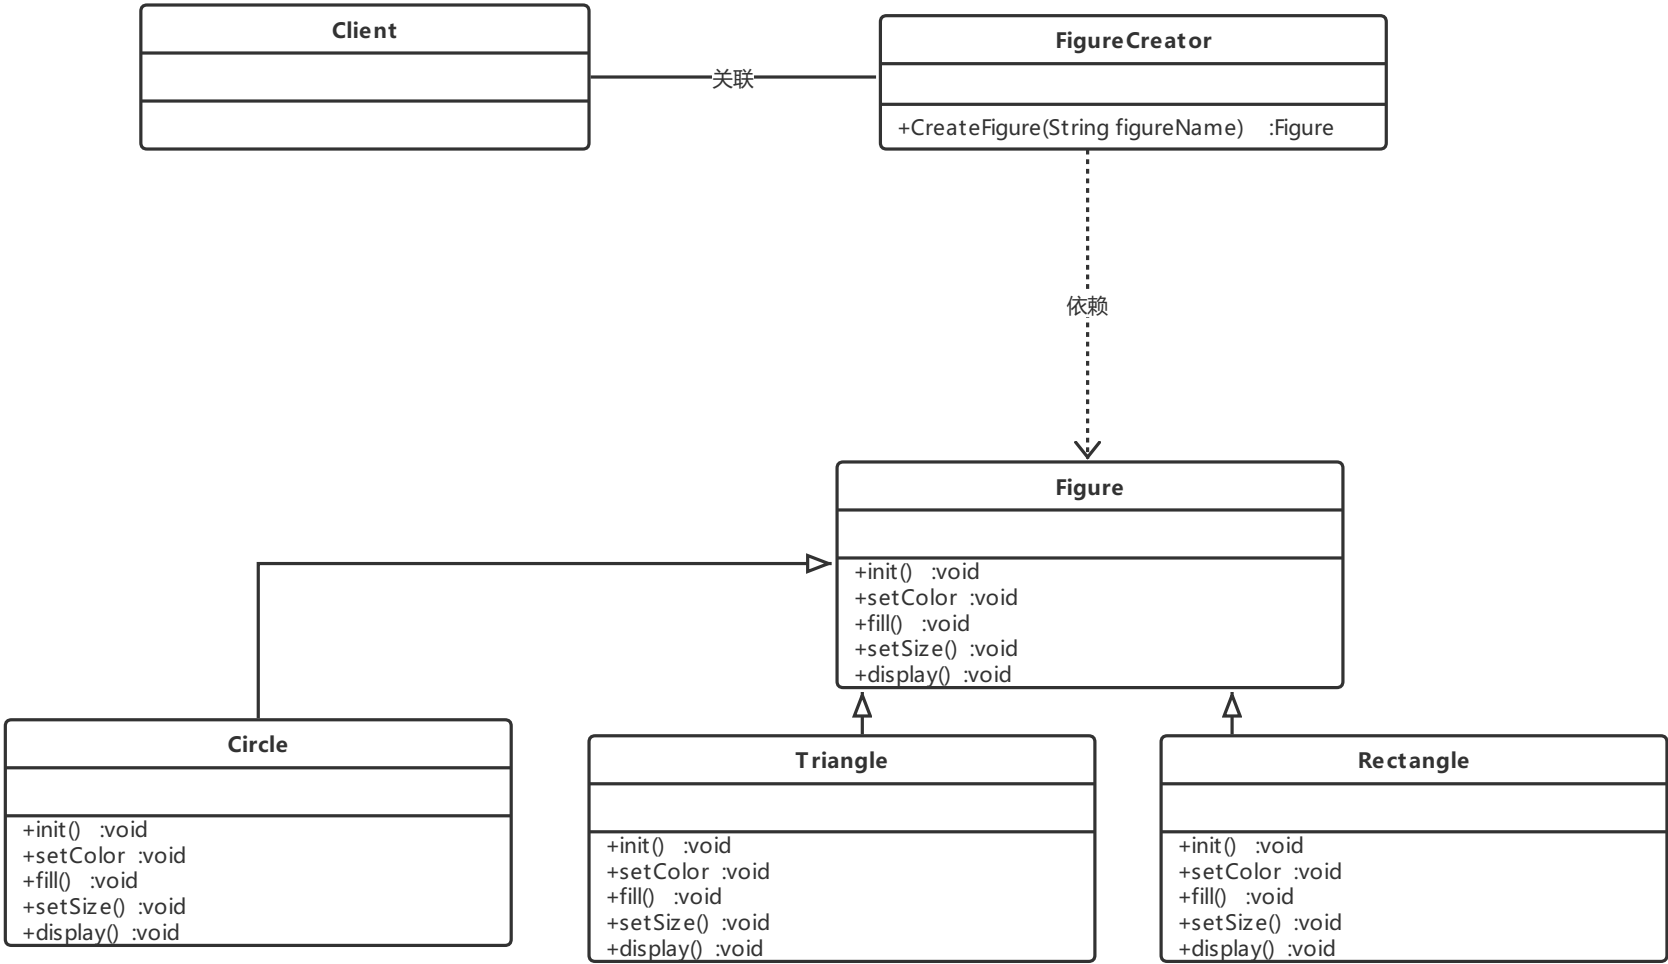 Client
FigureCreator
关联
+CreateFigure(String figureName) :Figure
依赖
Figure
+init() :void
+setColor :void
+fill() :void
+setSize() :void
+display() :void
Circle
+init() :void
+setColor :void
+fill() :void
+setSize() :void
+display() :void
Triangle
+init() :void
+setColor :void
+fill() :void
+setSize() :void
+display() :void
Rectangle
+init() :void
+setColor :void
+fill() :void
+setSize() :void
+display() :void